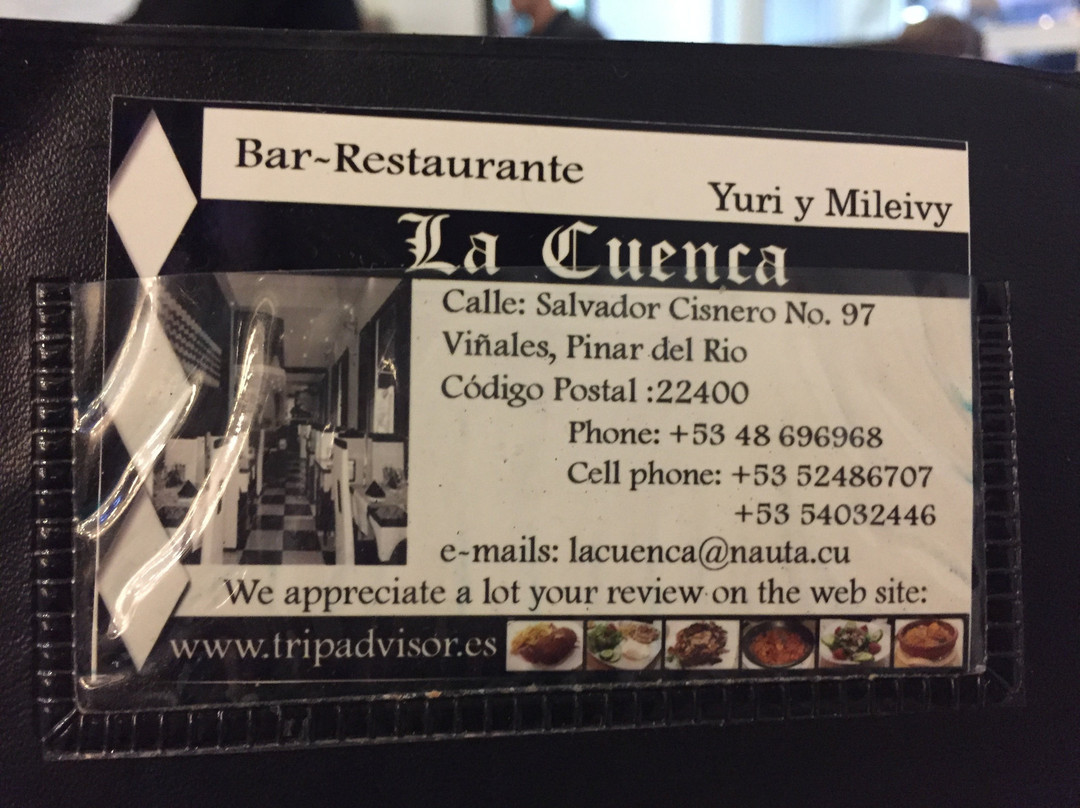 Bar~Restaurante
Yuri y Mileivy
La Cuenca
Calle: Salvador Cisnero No. 97
Viñales, Pinar del Rio
Código Postal :22400
Phone: +53 48 696968
Cell phone: +53 52486707
+53 54032446
e~mails: lacuenca@nauta.cu
We appreciate a lot your review on the web site:
www.tripadvisor.es